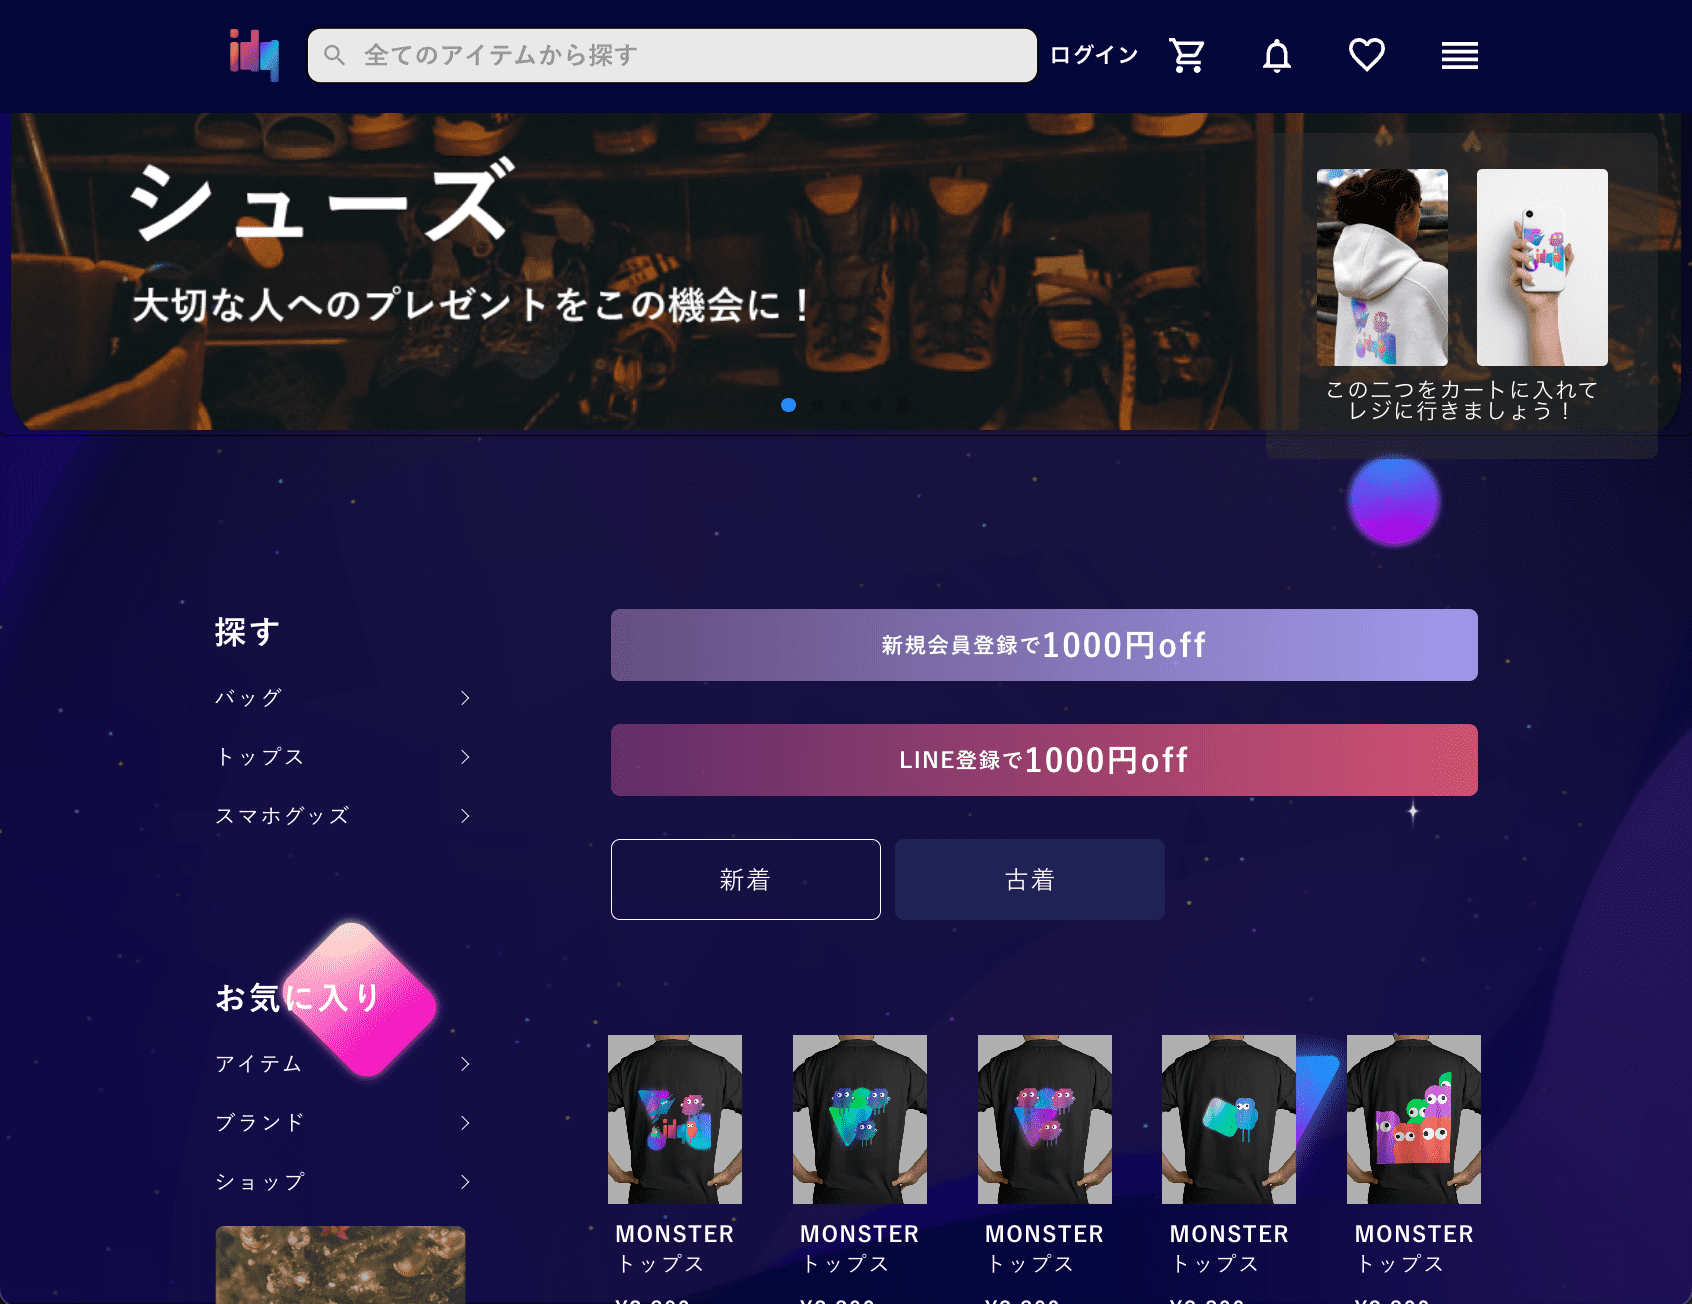 idq
全てのアイテムから探す
ログイン
シューズ
大切な人へのプレゼントをこの機会に！
この二つをカートに入れて
レジに行きましょう！
探す
バッグ
トップス
スマホグッズ
新規会員登録で1000円off
LINE登録で1000円off
新着
古着
お気に入り
アイテム
ブランド
ショップ
MONSTER
トップス
MONSTER
トップス
MONSTER
トップス
MONSTER
トップス
MONSTER
トップス